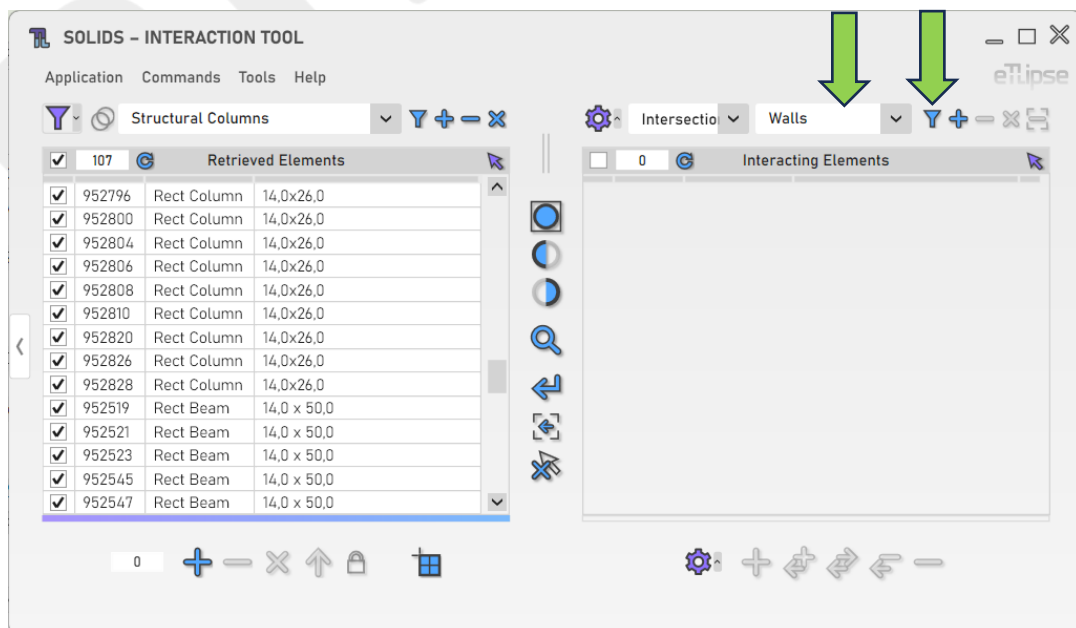 SOLIDS – INTERACTION TOOL
Application Commands Tools Help
eTLipse
Structural Columns
Intersectio Walls
107 Retrieved Elements
0 Interacting Elements
952796 Rect Column 14,0x26,0
952800 Rect Column 14,0x26,0
952804 Rect Column 14,0x26,0
952806 Rect Column 14,0x26,0
952808 Rect Column 14,0x26,0
952810 Rect Column 14,0x26,0
952820 Rect Column 14,0x26,0
952826 Rect Column 14,0x26,0
952828 Rect Column 14,0x26,0
952519 Rect Beam 14,0 x 50,0
952521 Rect Beam 14,0 x 50,0
952523 Rect Beam 14,0 x 50,0
952545 Rect Beam 14,0 x 50,0
952547 Rect Beam 14,0 x 50,0
0